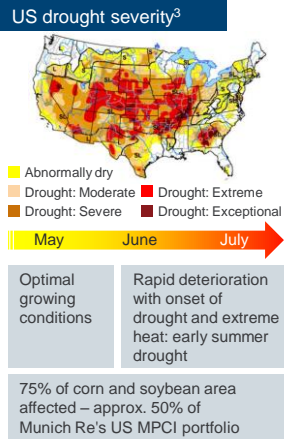 US drought severity3
Abnormally dry
Drought: Moderate
Drought: Extreme
Drought: Severe
Drought: Exceptional
May
June
July
Optimal
growing
conditions
Rapid deterioration
with onset of
drought and extreme
heat: early summer
drought
75% of corn and soybean area
affected – approx. 50% of
Munich Re's US MPCI portfolio